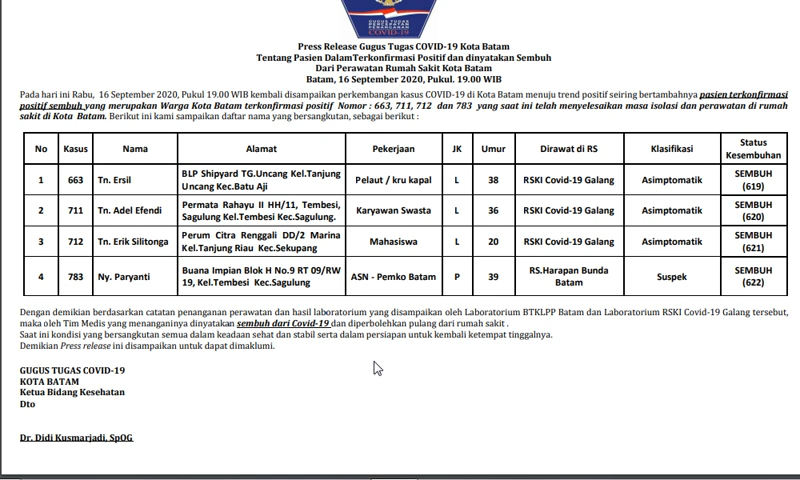 GUGUS TUGAS
PERCEPATAN
PENANGANAN
COVID-19
Press Release Gugus Tugas COVID-19 Kota Batam
Tentang Pasien DalamTerkonfirmasi Positif dan dinyatakan Sembuh
Dari Perawatan Rumah Sakit Kota Batam
Batam, 16 September 2020, Pukul. 19.00 WIB
Pada hari ini Rabu, 16 September 2020, Pukul 19.00 WIB kembali disampaikan perkembangan kasus COVID-19 di Kota Batam menuju trend positif seiring bertambahnya pasien terkonfirmasi
positif sembuh yang merupakan Warga Kota Batam terkonfirmasi positif Nomor : 663, 711, 712 dan 783 yang saat ini telah menyelesaikan masa isolasi dan perawatan di rumah
sakit di Kota Batam. Berikut ini kami sampaikan daftar nama yang bersangkutan, sebagai berikut :
No Kasus Nama Alamat Pekerjaan JK Umur Dirawat di RS Klasifikasi Status Kesembuhan
1 663 Tn. Ersil BLP Shipyard TG.Uncang Kel.Tanjung Uncang Kec.Batu Aji Pelaut / kru kapal L 38 RSKI Covid-19 Galang Asimptomatik SEMBUH (619)
2 711 Tn. Adel Efendi Permata Rahayu II HH/11, Tembesi, Sagulung Kel.Tembesi Kec.Sagulung. Karyawan Swasta L 36 RSKI Covid-19 Galang Asimptomatik SEMBUH (620)
3 712 Tn. Erik Silitonga Perum Citra Renggali DD/2 Marina Kel.Tanjung Riau Kec.Sekupang Mahasiswa L 20 RSKI Covid-19 Galang Asimptomatik SEMBUH (621)
4 783 Ny. Paryanti Buana Impian Blok H No.9 RT 09/RW 19, Kel.Tembesi Kec.Sagulung ASN - Pemko Batam P 39 RS.Harapan Bunda Batam Suspek SEMBUH (622)
Dengan demikian berdasarkan catatan penanganan perawatan dan hasil laboratorium yang disampaikan oleh Laboratorium BTKLPP Batam dan Laboratorium RSKI Covid-19 Galang tersebut,
maka oleh Tim Medis yang menanganinya dinyatakan sembuh dari Covid-19 dan diperbolehkan pulang dari rumah sakit .
Saat ini kondisi yang bersangkutan semua dalam keadaan sehat dan stabil serta dalam persiapan untuk kembali ketempat tinggalnya.
Demikian Press release ini disampaikan untuk dapat dimaklumi.
GUGUS TUGAS COVID-19
KOTA BATAM
Ketua Bidang Kesehatan
Dto
Dr. Didi Kusmarjadi, SpOG